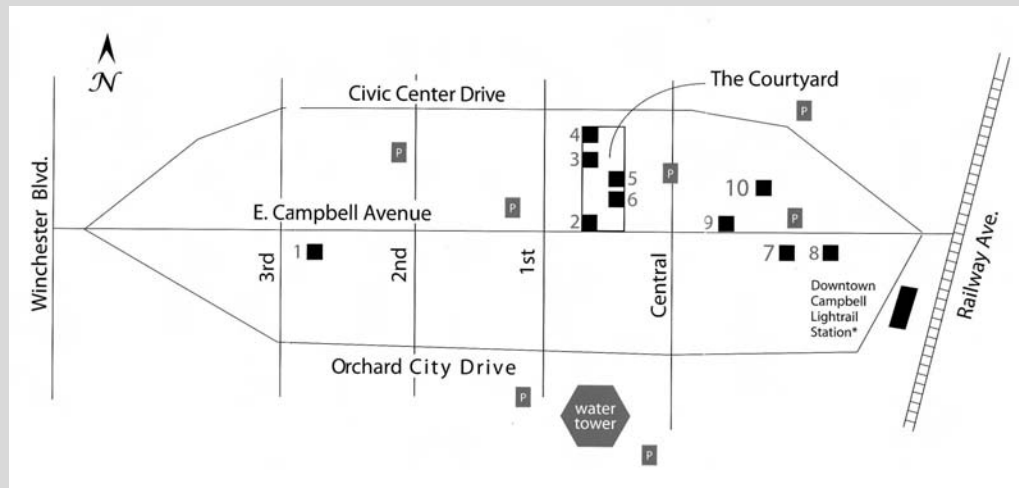 N
Winchester Blvd.
Civic Center Drive
The Courtyard
P
P
P
P
P
4
3
5
6
2
10
9
E. Campbell Avenue
1
3rd
2nd
1st
Central
7
8
Downtown
Campbell
Lightrail
Station*
Railway Ave.
Orchard City Drive
P
water
tower
P